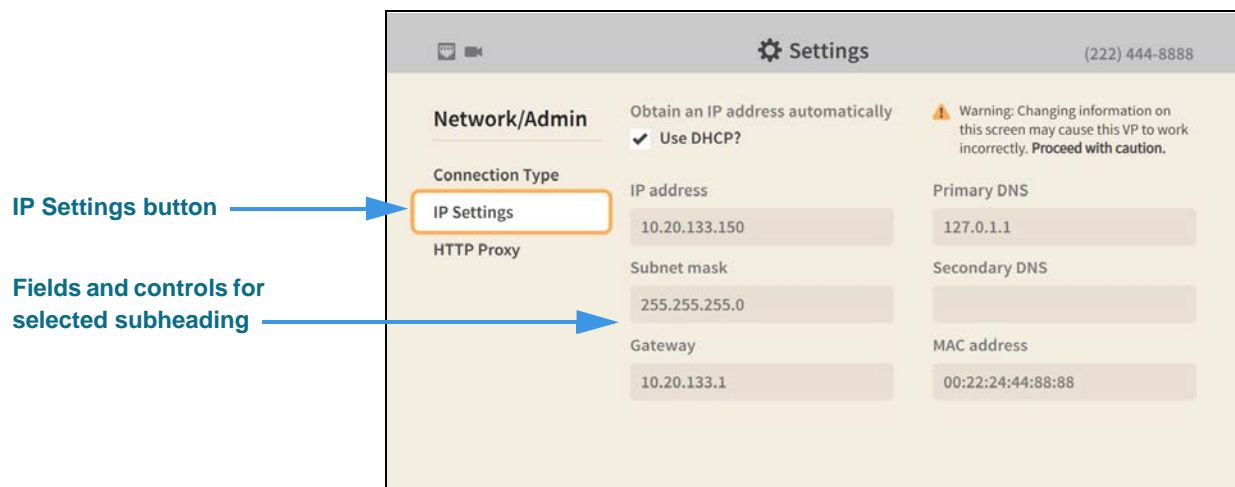 Settings
(222) 444-8888
Network/Admin
Connection Type
IP Settings
HTTP Proxy
Obtain an IP address automatically
Use DHCP?
Warning: Changing information on
this screen may cause this VP to work
incorrectly. Proceed with caution.
IP address
10.20.133.150
Subnet mask
255.255.255.0
Gateway
10.20.133.1
Primary DNS
127.0.1.1
Secondary DNS
MAC address
00:22:24:44:88:88
IP Settings button
Fields and controls for
selected subheading